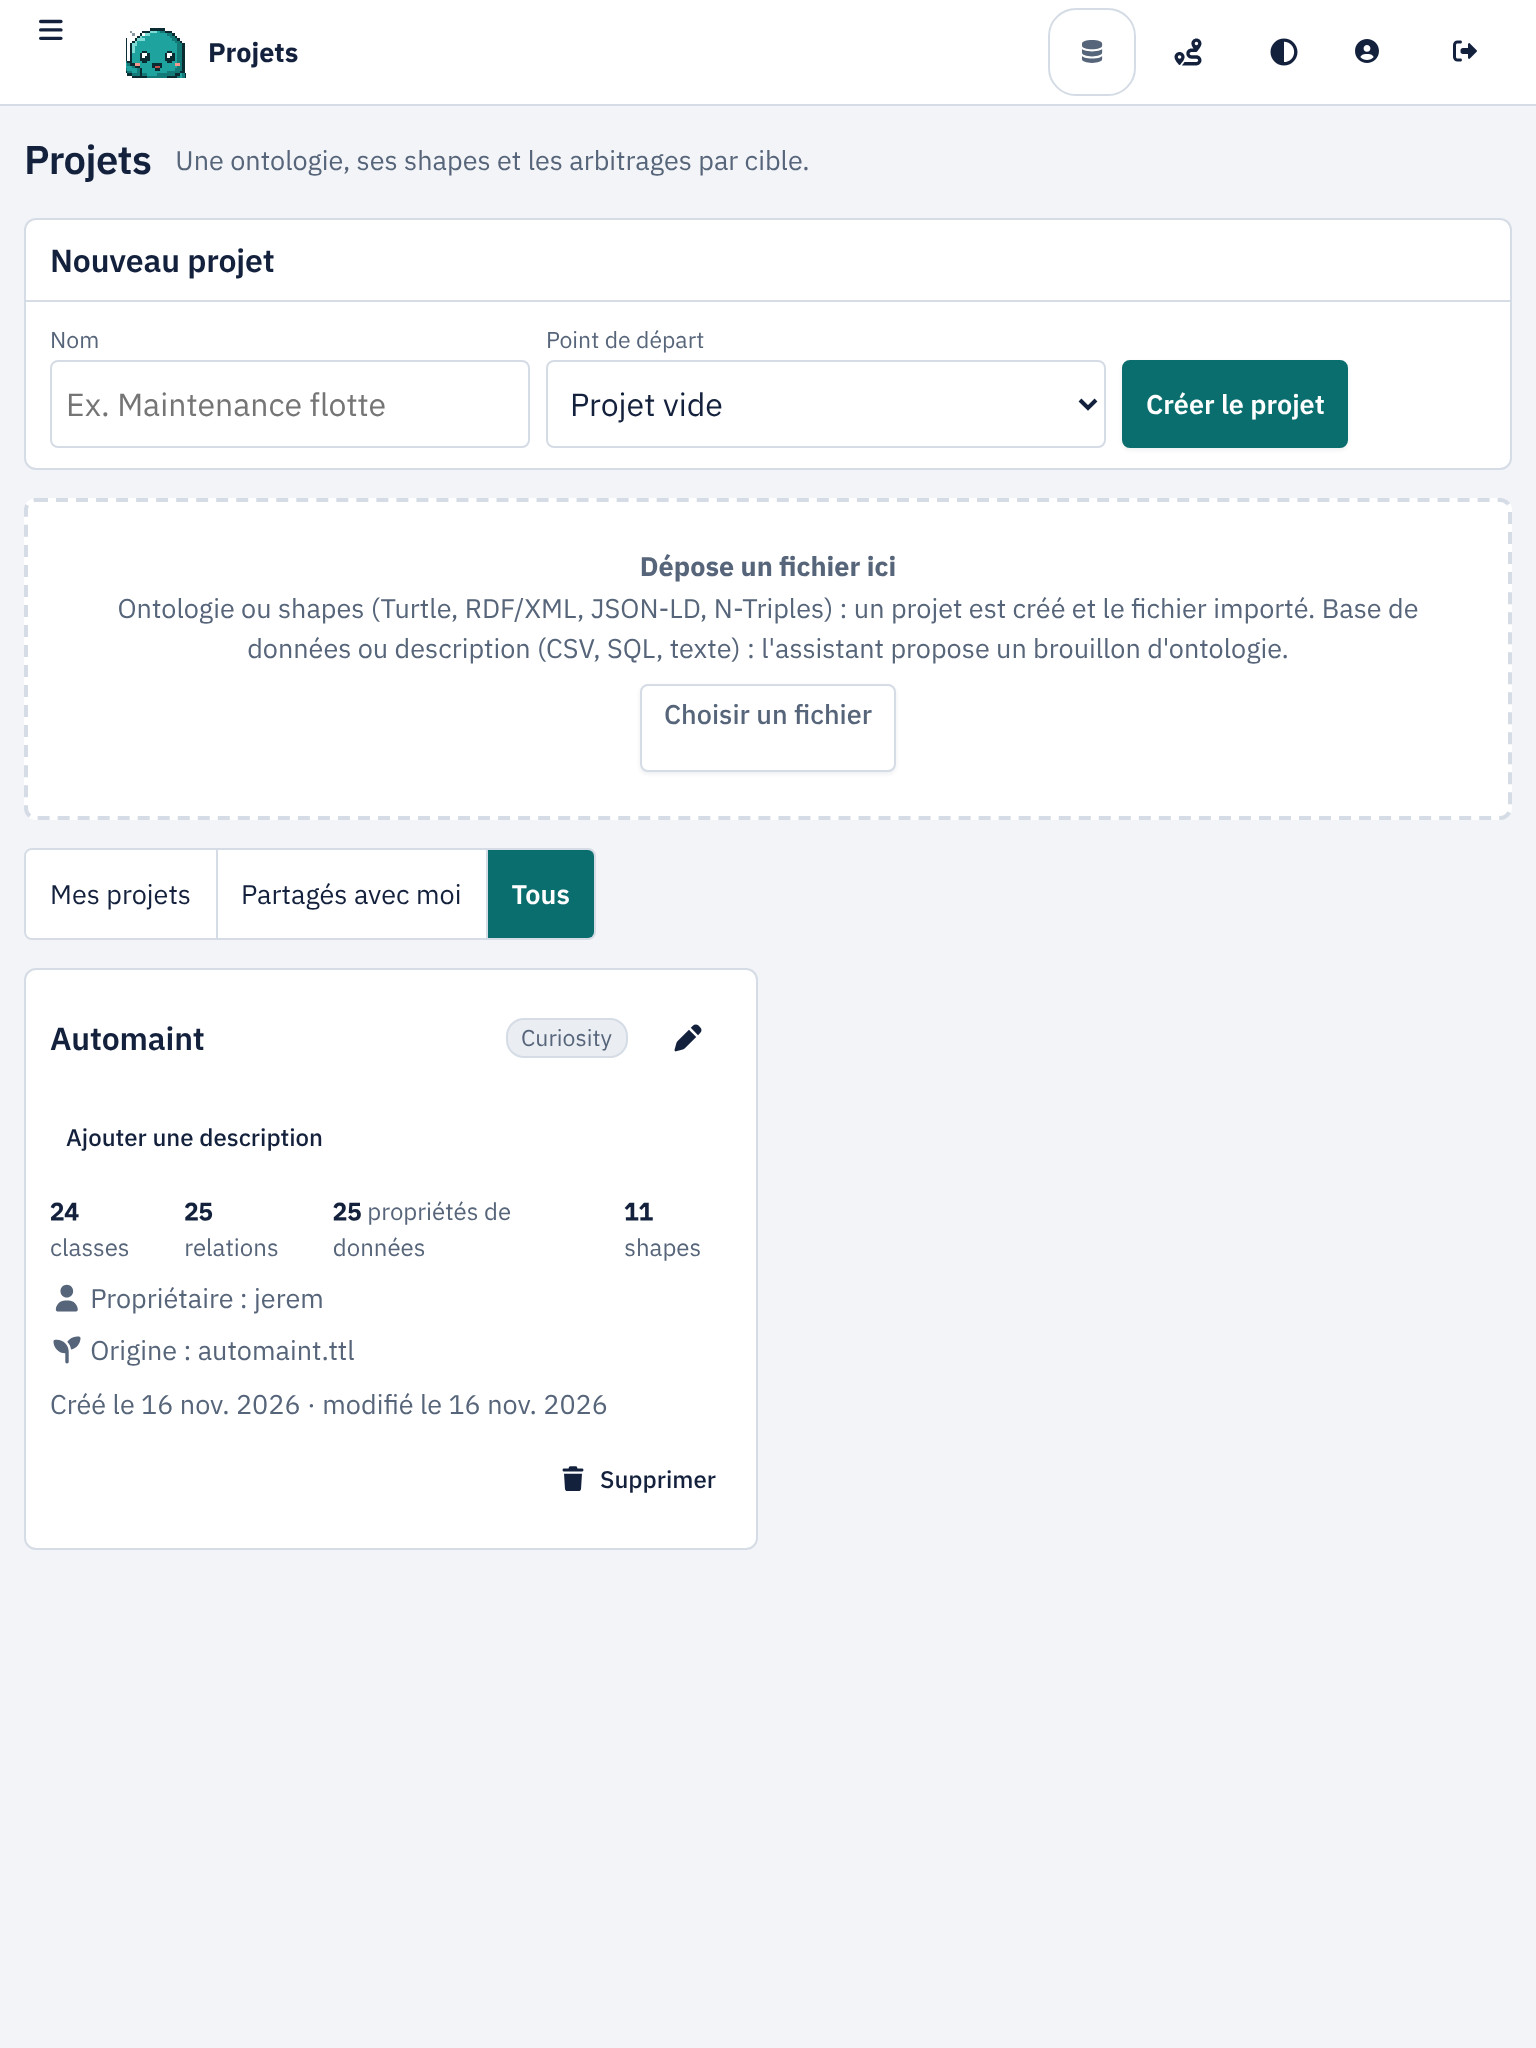 Projets
Projets
Une ontologie, ses shapes et les arbitrages par cible.
Nouveau projet
Nom
Point de départ
Ex. Maintenance flotte
Projet vide
Créer le projet
Dépose un fichier ici
Ontologie ou shapes (Turtle, RDF/XML, JSON-LD, N-Triples) : un projet est créé et le fichier importé. Base de
données ou description (CSV, SQL, texte) : l'assistant propose un brouillon d'ontologie.
Choisir un fichier
Mes projets
Partagés avec moi
Tous
Automaint
Curiosity
Ajouter une description
24 classes
25 relations
25 propriétés de données
11 shapes
Propriétaire : jerem
Origine : automaint.ttl
Créé le 16 nov. 2026 · modifié le 16 nov. 2026
Supprimer